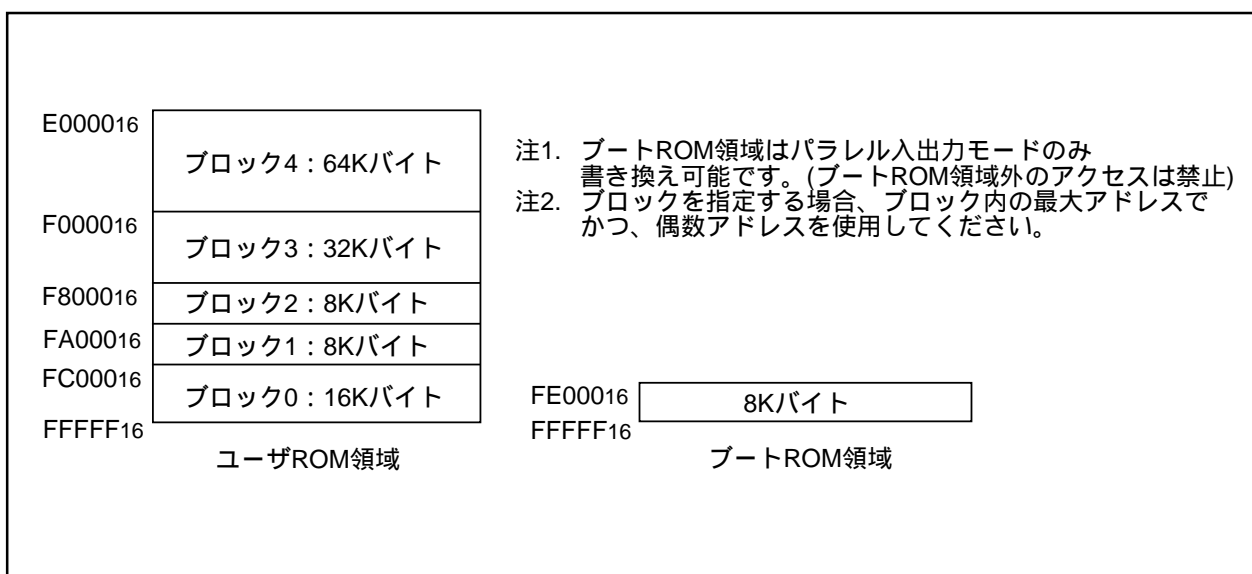 E000016
ブロック4：64Kバイト
F000016
ブロック3：32Kバイト
F800016
ブロック2：8Kバイト
FA00016
ブロック1：8Kバイト
FC00016
ブロック0：16Kバイト
FFFFF16
ユーザROM領域
注1. ブートROM領域はパラレル入出力モードのみ
書き換え可能です。(ブートROM領域外のアクセスは禁止)
注2. ブロックを指定する場合、ブロック内の最大アドレスで
かつ、偶数アドレスを使用してください。
FE00016
8Kバイト
FFFFF16
ブートROM領域